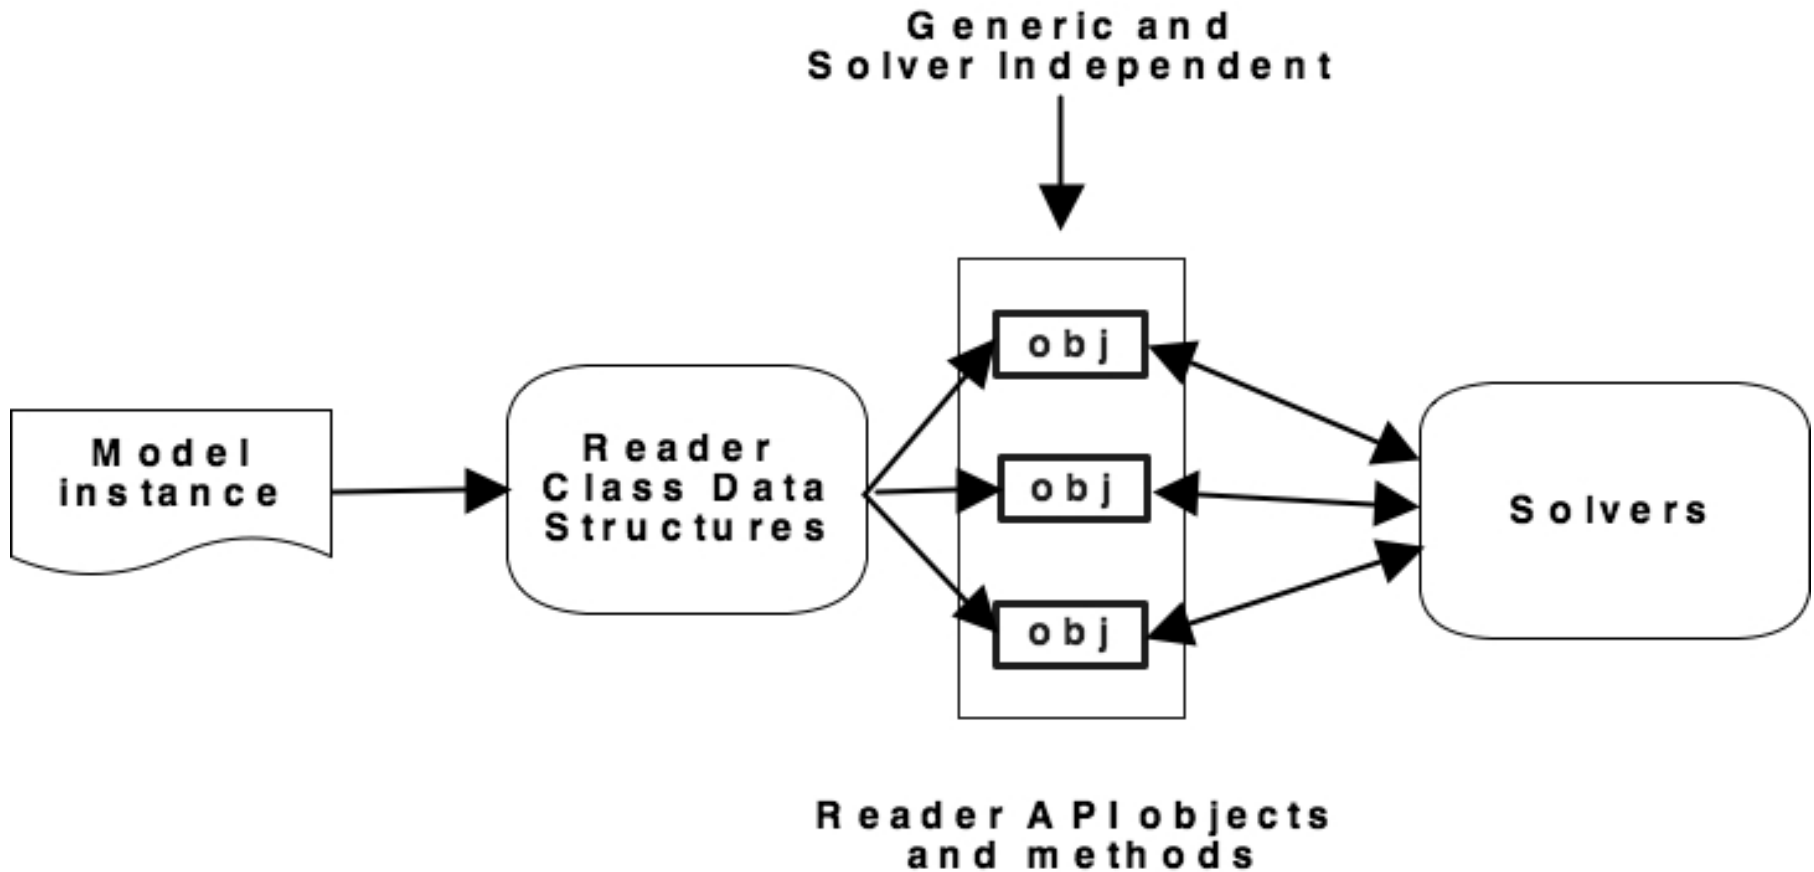 Generic and
Solver Independent
obj
Model
instance
Reader
Class Data
Structures
obj
Solvers
obj
Reader API objects
and methods